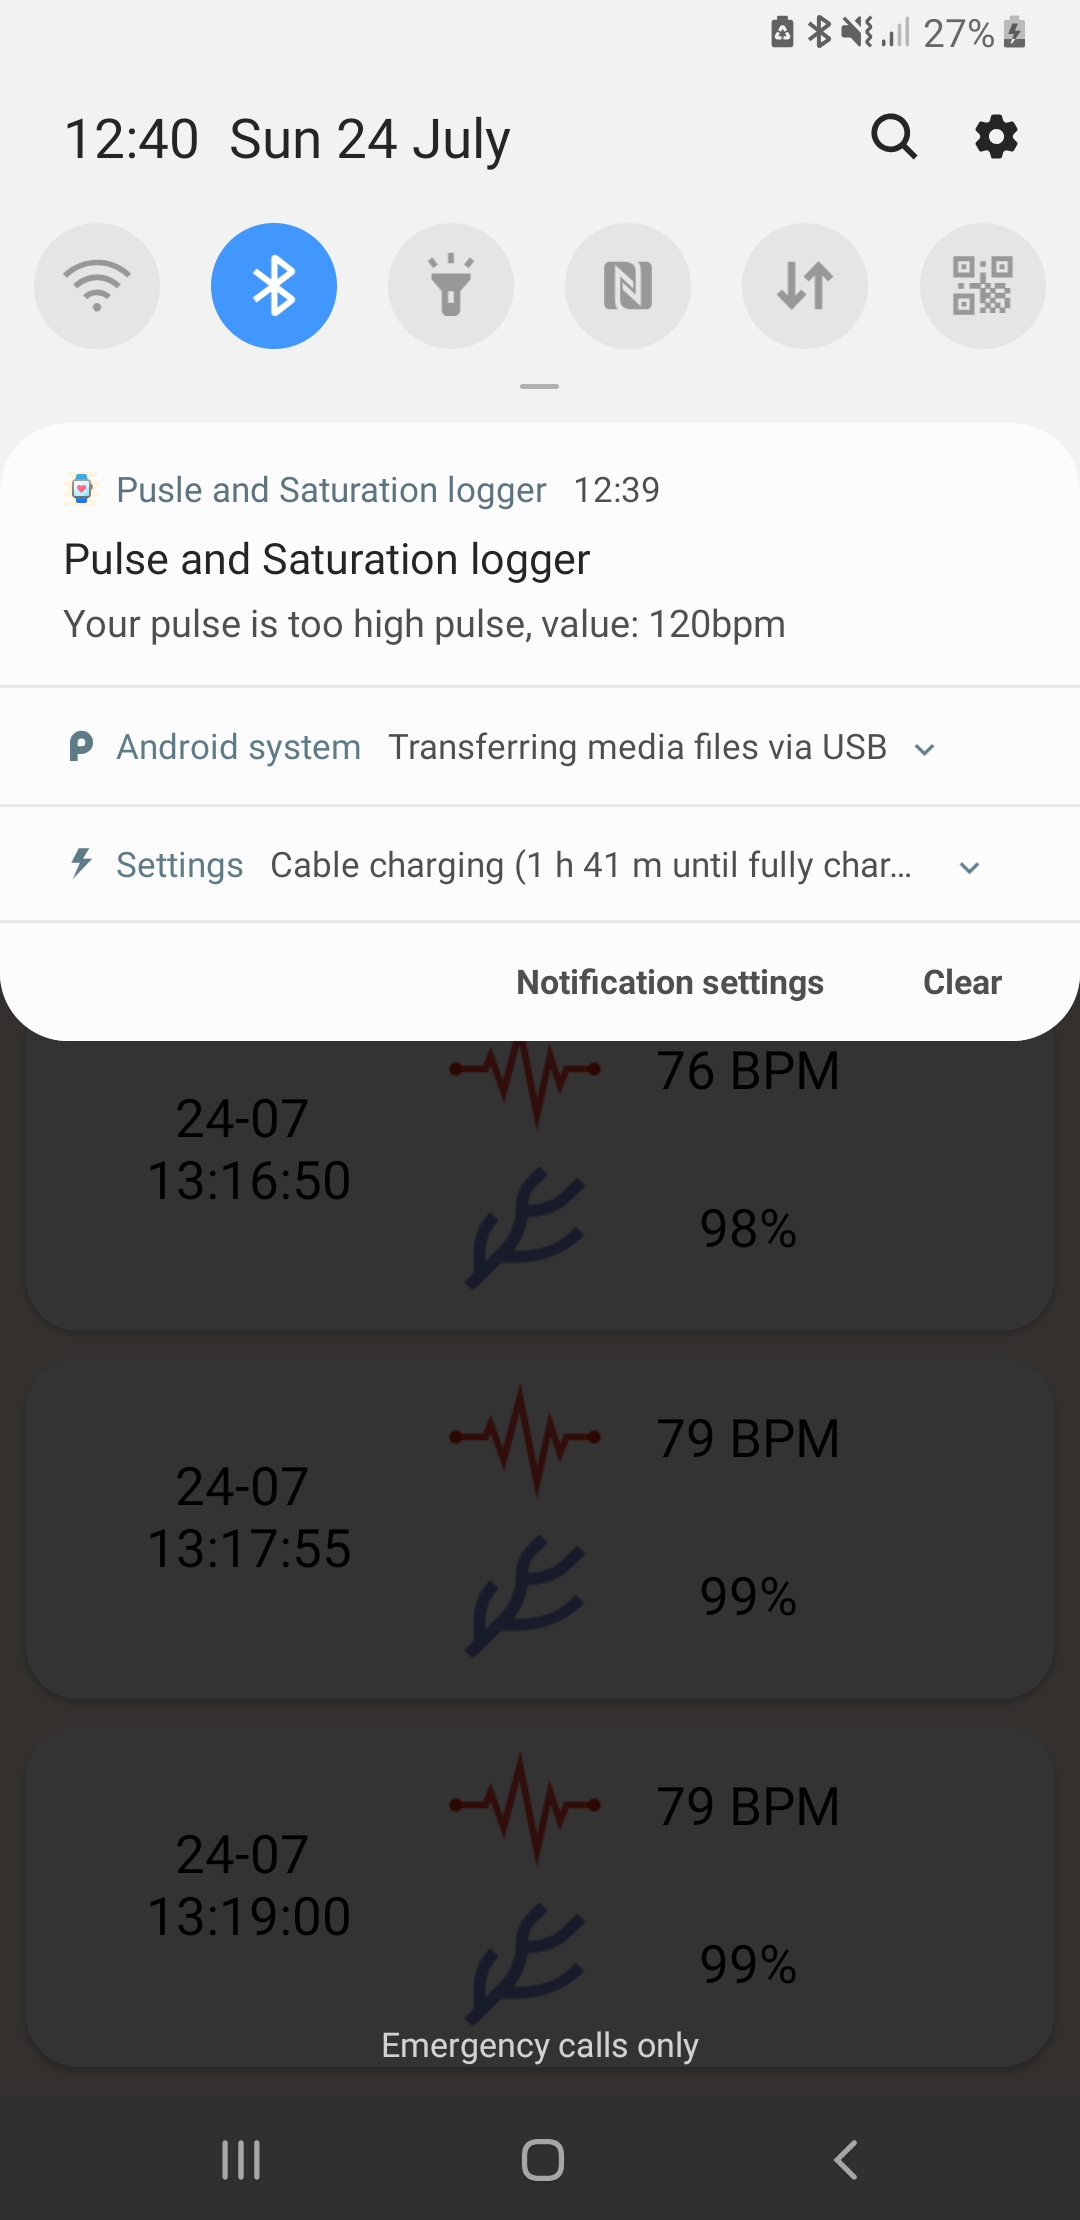 27%
12:40 Sun 24 July
Pusle and Saturation logger 12:39
Pulse and Saturation logger
Your pulse is too high pulse, value: 120bpm
Android system Transferring media files via USB
Settings Cable charging (1 h 41 m until fully char...
Notification settings Clear
76 BPM
24-07
13:16:50
98%
79 BPM
24-07
13:17:55
99%
79 BPM
24-07
13:19:00
99%
Emergency calls only